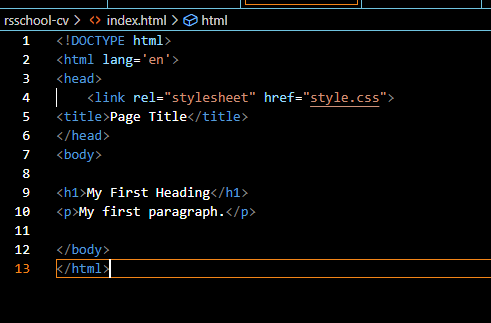 rsschool-cv > <> index.html > html
1 <!DOCTYPE html>
2 <html lang='en'>
3 <head>
4     <link rel="stylesheet" href="style.css">
5 <title>Page Title</title>
6 </head>
7 <body>
8
9 <h1>My First Heading</h1>
10 <p>My first paragraph.</p>
11
12 </body>
13 </html>